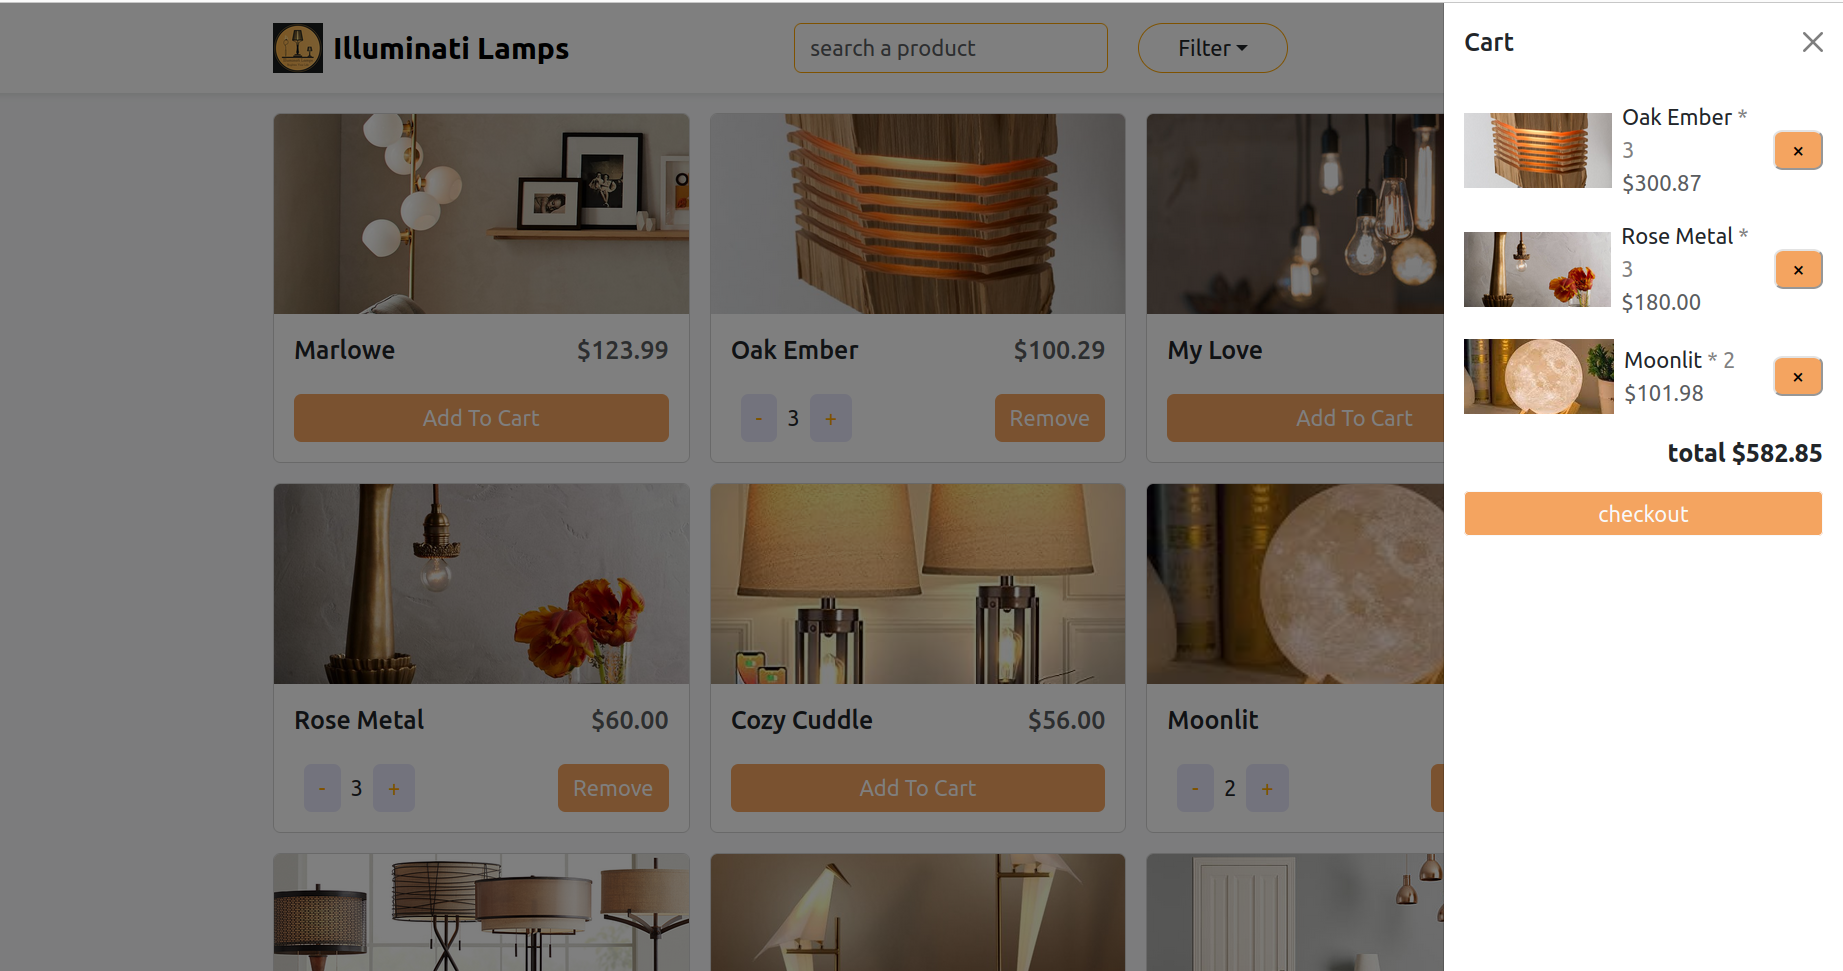 Illuminati Lamps
search a product
Filter
Marlowe $123.99
Add To Cart
Oak Ember $100.29
- 3 + Remove
My Love
Add To Cart
Rose Metal $60.00
- 3 + Remove
Cozy Cuddle $56.00
Add To Cart
Moonlit
- 2 +
Cart
Oak Ember *
3
$300.87
×
Rose Metal *
3
$180.00
×
Moonlit * 2
$101.98
×
total $582.85
checkout